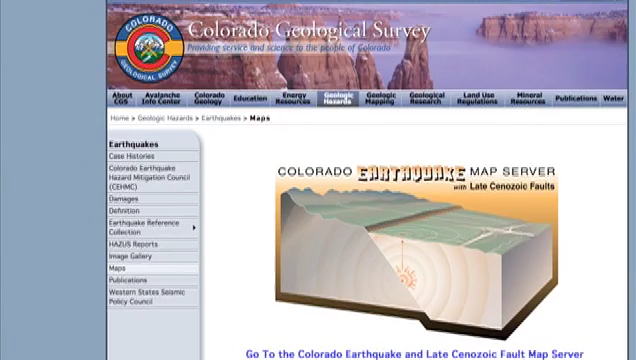 COLORADO
GEOLOGICAL SURVEY
Colorado Geological Survey
Providing service and science to the people of Colorado
About CGS
Avalanche Info Center
Colorado Geology
Education
Energy Resources
Geologic Hazards
Geologic Mapping
Geological Research
Land Use Regulations
Mineral Resources
Publications
Water
Home > Geologic Hazards > Earthquakes > Maps
Earthquakes
Case Histories
Colorado Earthquake
Hazard Mitigation Council
(CEHMC)
Damages
Definition
Earthquake Reference
Collection
HAZUS Reports
Image Gallery
Maps
Publications
Western States Seismic
Policy Council
COLORADO EARTHQUAKE MAP SERVER
with Late Cenozoic Faults
Go To the Colorado Earthquake and Late Cenozoic Fault Map Server